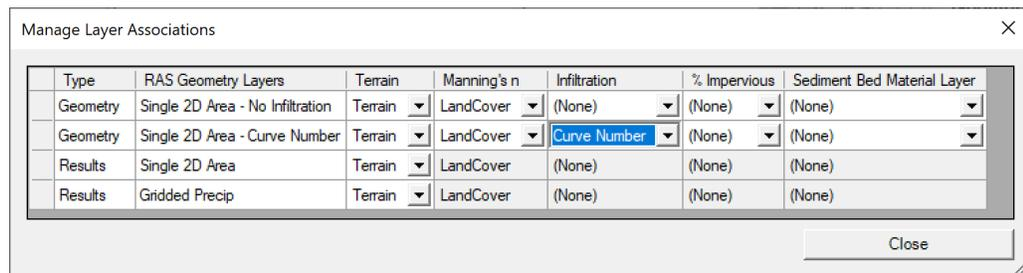 Manage Layer Associations
Type RAS Geometry Layers Terrain Manning's n Infiltration % Impervious Sediment Bed Material Layer
Geometry Single 2D Area - No Infiltration Terrain LandCover (None) (None) (None)
Geometry Single 2D Area - Curve Number Terrain LandCover Curve Number (None) (None)
Results Single 2D Area Terrain LandCover (None) (None) (None)
Results Gridded Precip Terrain LandCover (None) (None) (None)
Close